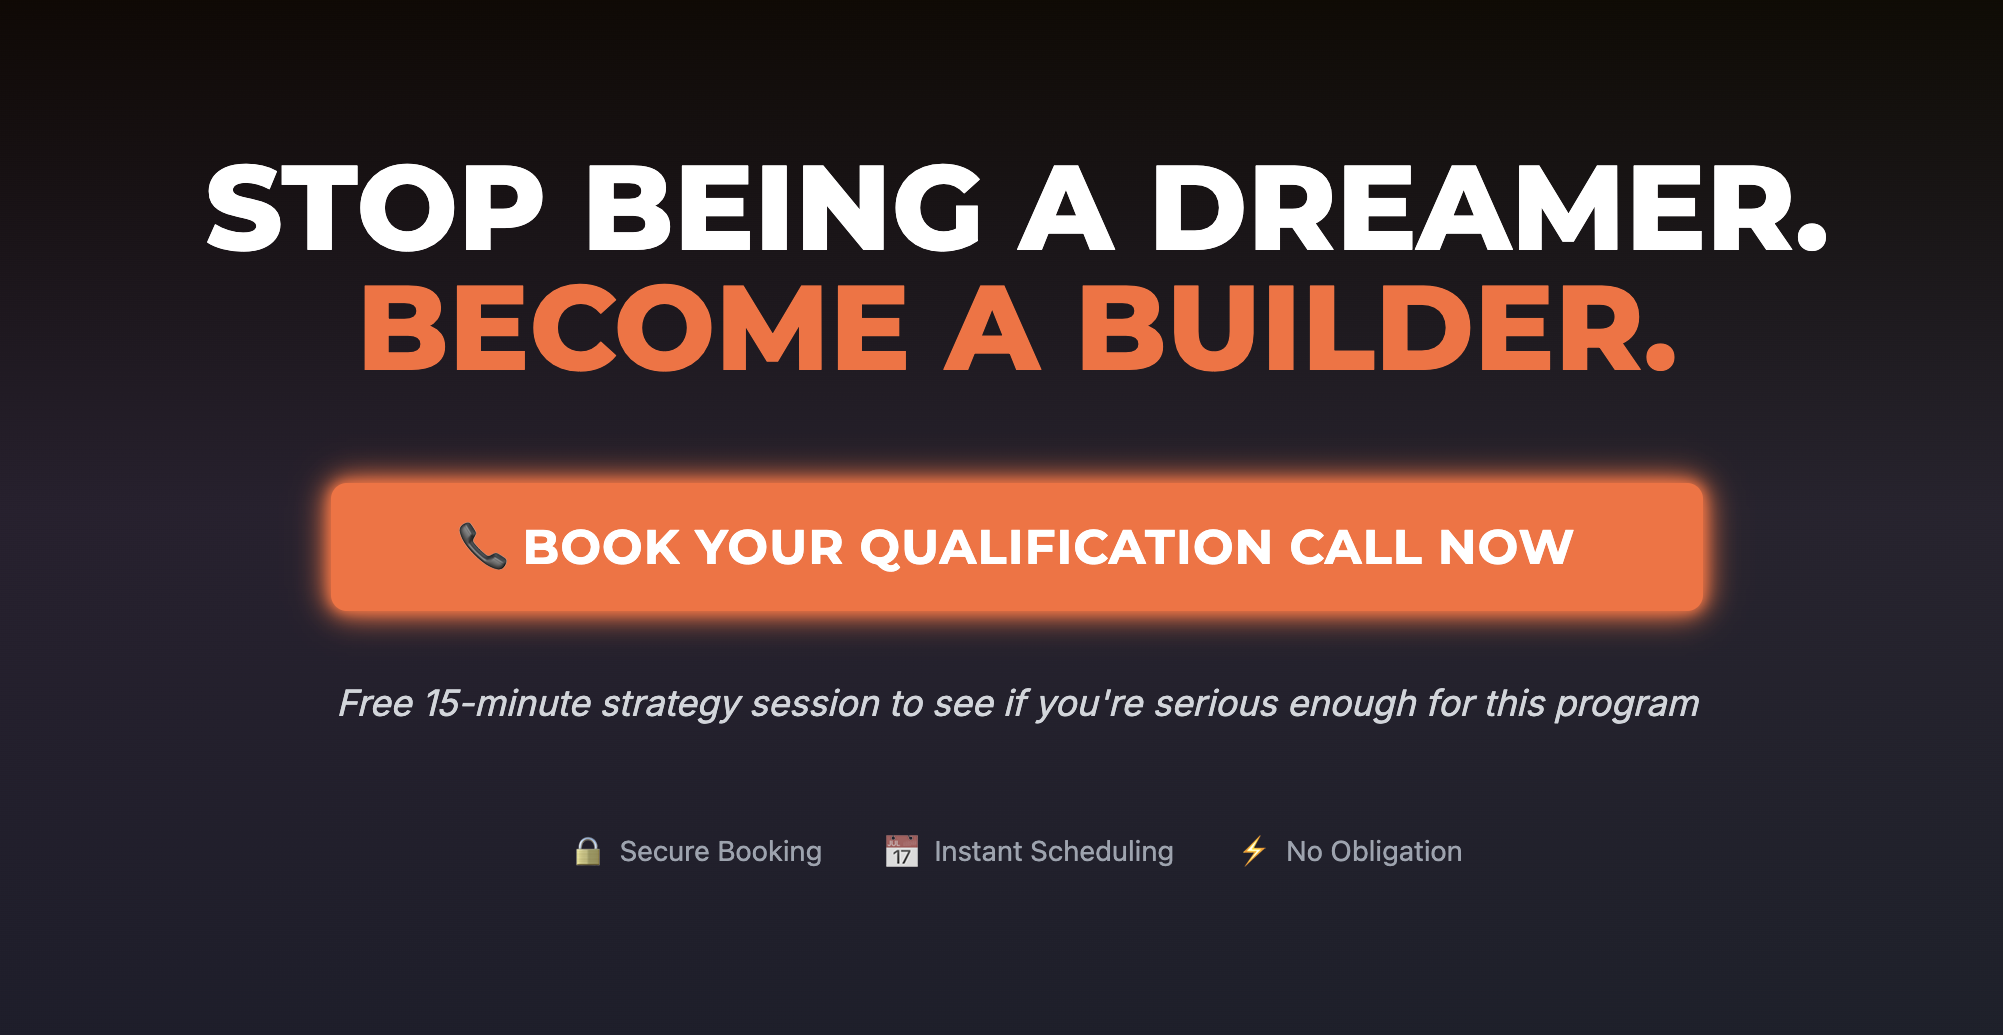 STOP BEING A DREAMER.
BECOME A BUILDER.
📞 BOOK YOUR QUALIFICATION CALL NOW
Free 15-minute strategy session to see if you're serious enough for this program
🔒 Secure Booking 📅 Instant Scheduling ⚡ No Obligation